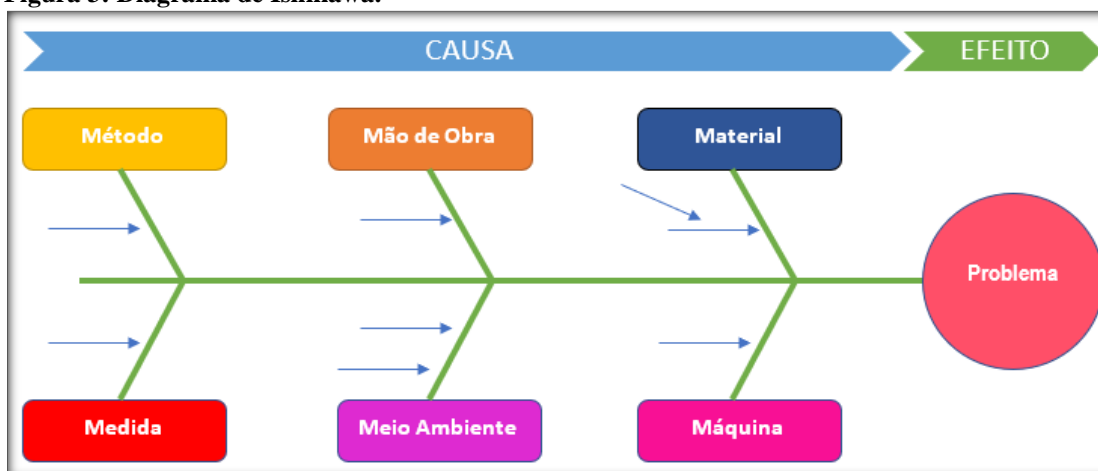 CAUSA EFEITO
Método Mão de Obra Material
Problema
Medida Meio Ambiente Máquina